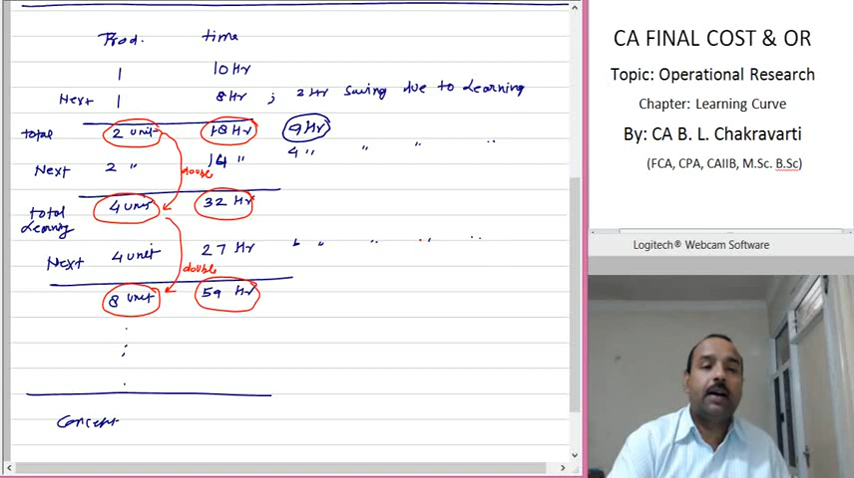 Prod. time
1 10 Hr
Next 1 8 Hr ; 2 Hr Saving due to Learning
Total 2 unit 18 Hr 9 Hr
Next 2 " 14 " 4 " " " "
double
4 unit 32 Hr
Total Learning
Next 4 unit 27 Hr " " " "
double
8 unit 59 Hr
Concept
CA FINAL COST & OR
Topic: Operational Research
Chapter: Learning Curve
By: CA B. L. Chakravarti
(FCA, CPA, CAIIB, M.Sc. B.Sc)
Logitech® Webcam Software